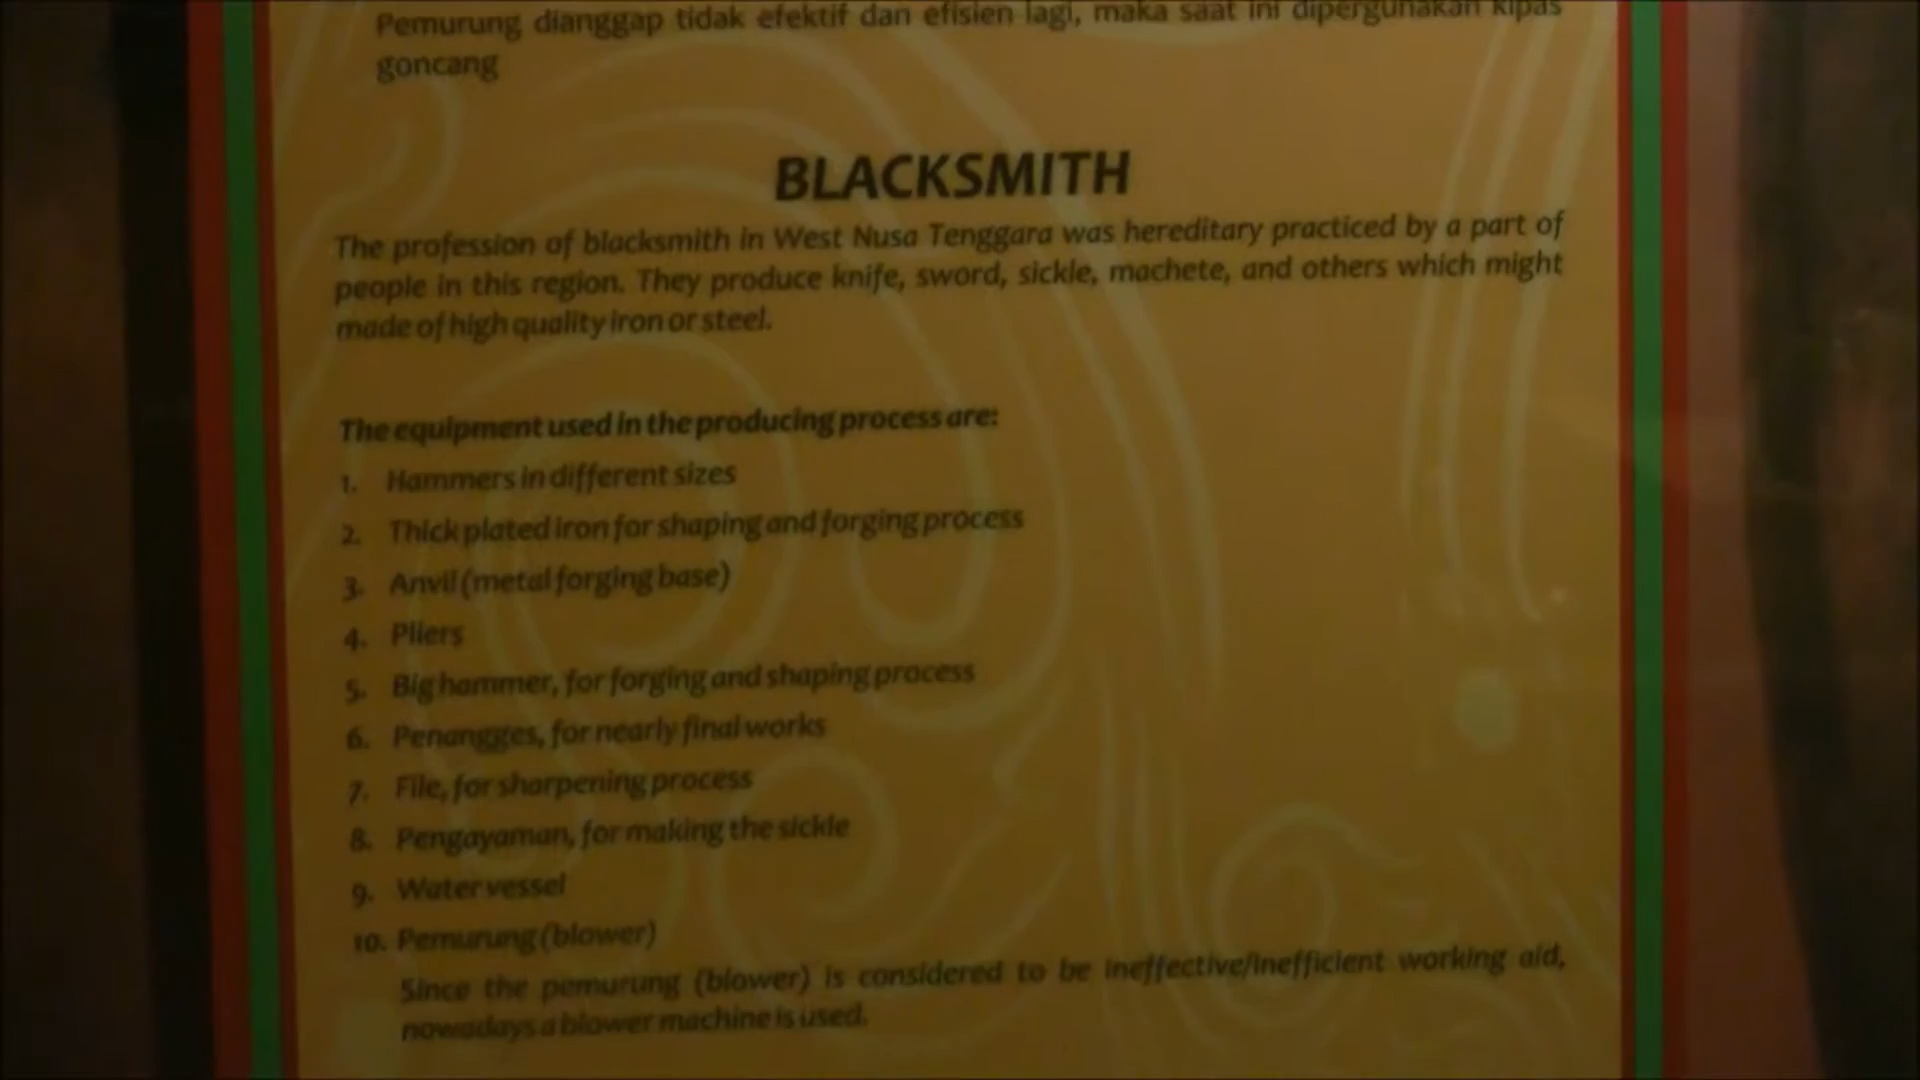 Pemurung dianggap tidak efektif dan efisien lagi, maka saat ini dipergunakan kipas
goncang
BLACKSMITH
The profession of blacksmith in West Nusa Tenggara was hereditary practiced by a part of
people in this region. They produce knife, sword, sickle, machete, and others which might
made of high quality iron or steel.
The equipment used in the producing process are:
1. Hammers in different sizes
2. Thick plated iron for shaping and forging process
3. Anvil (metal forging base)
4. Pliers
5. Big hammer, for forging and shaping process
6. Penangges, for nearly final works
7. File, for sharpening process
8. Pengayaman, for making the sickle
9. Water vessel
10. Pemurung (blower)
Since the pemurung (blower) is considered to be ineffective/inefficient working aid,
nowadays a blower machine is used.